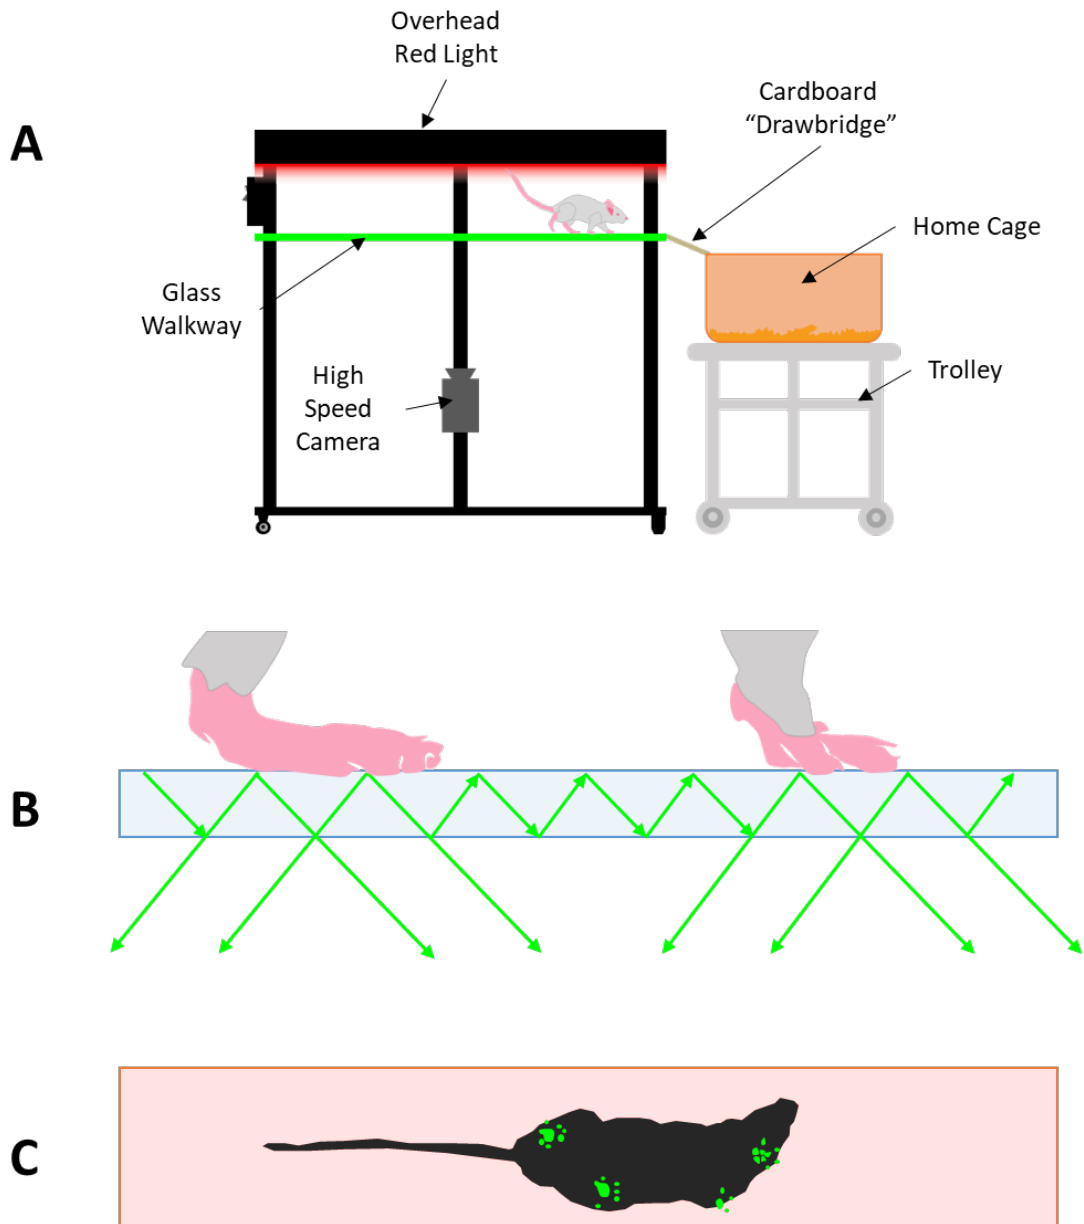 A
Overhead
Red Light
Cardboard
“Drawbridge”
Home Cage
Glass
Walkway
High
Speed
Camera
Trolley
B
C